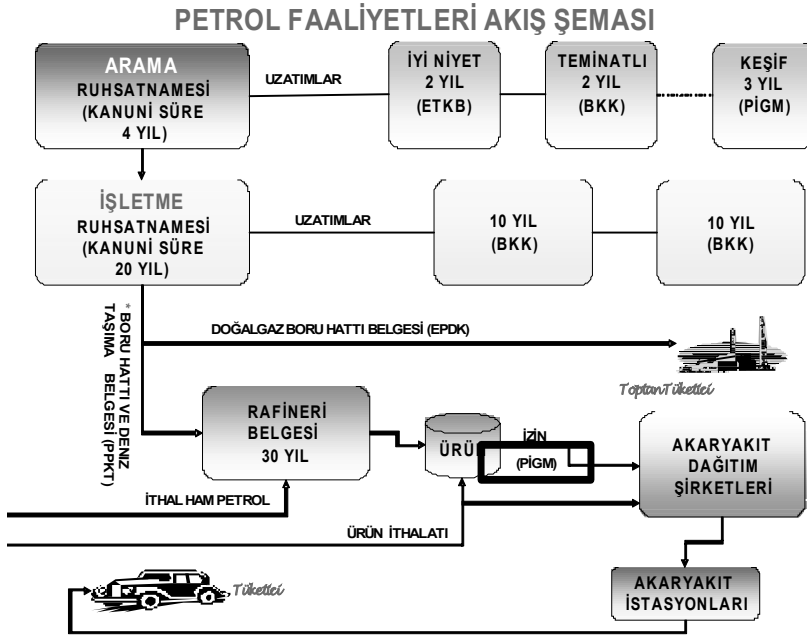 PETROL FAALİYETLERİ AKIŞ ŞEMASI
ARAMA
RUHSATNAMESİ
(KANUNİ SÜRE
4 YIL)
UZATIMLAR
İYİ NİYET
2 YIL
(ETKB)
TEMİNATLI
2 YIL
(BKK)
KEŞİF
3 YIL
(PİGM)
İŞLETME
RUHSATNAMESİ
(KANUNİ SÜRE
20 YIL)
UZATIMLAR
10 YIL
(BKK)
10 YIL
(BKK)
* BORU HATTI VE DENİZ
TAŞIMA BELGESİ (PPKT)
DOĞALGAZ BORU HATTI BELGESİ (EPDK)
Toptan Tüketici
RAFİNERİ
BELGESİ
30 YIL
ÜRÜN
İZİN
(PİGM)
AKARYAKIT
DAĞITIM
ŞİRKETLERİ
İTHAL HAM PETROL
ÜRÜN İTHALATI
Tüketici
AKARYAKIT
İSTASYONLARI